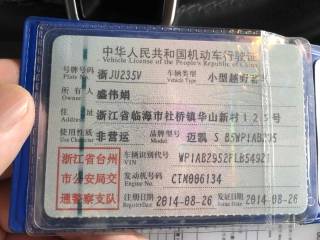 中华人民共和国机动车行驶证
Vehicle License of the People's Republic of China
号牌号码 浙JU235V 车辆类型 小型越野客
Plate No. Vehicle Type
所有人 盛伟娟
Owner
住址 浙江省临海市杜桥镇华山新村125号
Address
使用性质 非营运 品牌型号 迈凯 S
Use Character Model
浙江省台州
市公安局交
通警察支队
车辆识别代号
VIN
发动机号码 CTM006134
Engine No.
注册日期 2014-08-26 发证日期 2014-08-26
Register Date Issue Date